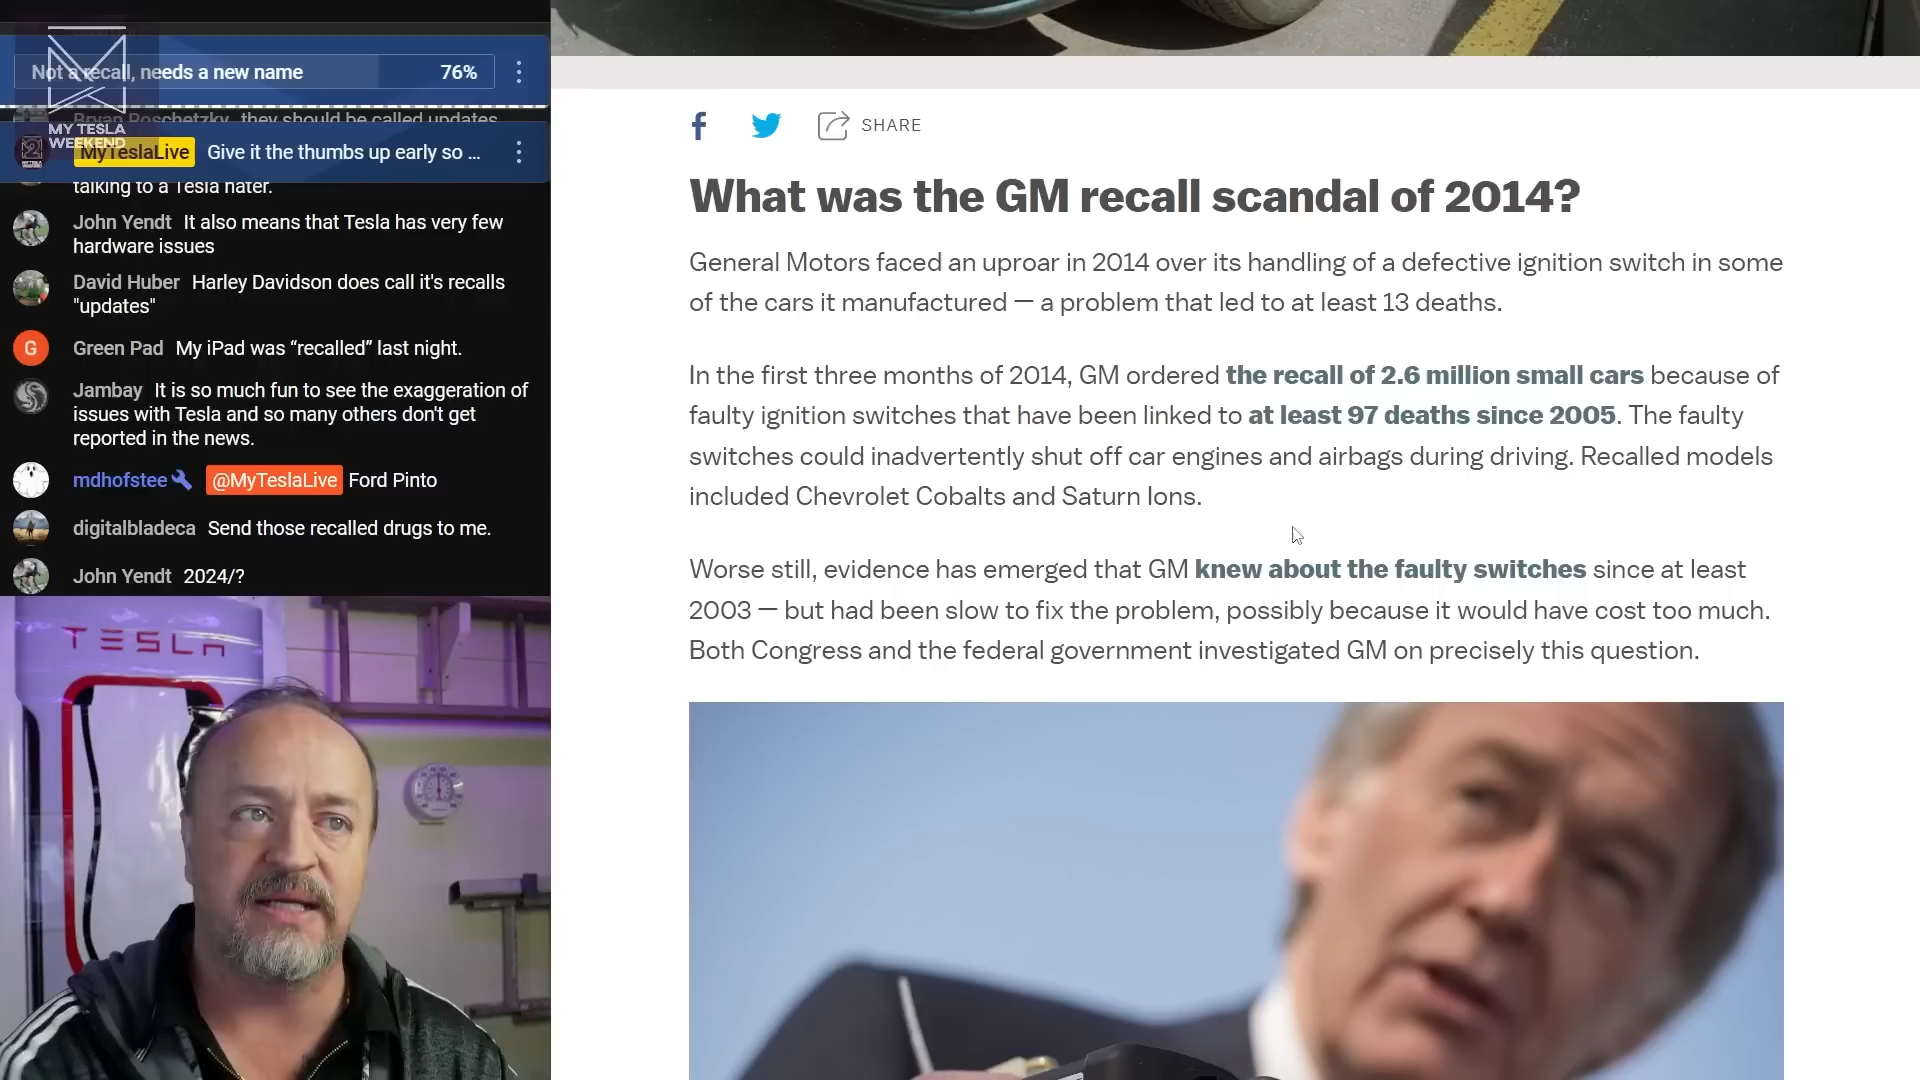 Not a recall, needs a new name 76%
MY TESLA
WEEKEND
Bryan Poschetzky they should be called updates
MyTeslaLive Give it the thumbs up early so ...
talking to a Tesla hater.
John Yendt It also means that Tesla has very few
hardware issues
David Huber Harley Davidson does call it's recalls
"updates"
G Green Pad My iPad was “recalled” last night.
Jambay It is so much fun to see the exaggeration of
issues with Tesla and so many others don't get
reported in the news.
mdhofstee @MyTeslaLive Ford Pinto
digitalbladeca Send those recalled drugs to me.
John Yendt 2024/?
TESLA
SHARE
What was the GM recall scandal of 2014?
General Motors faced an uproar in 2014 over its handling of a defective ignition switch in some
of the cars it manufactured — a problem that led to at least 13 deaths.
In the first three months of 2014, GM ordered the recall of 2.6 million small cars because of
faulty ignition switches that have been linked to at least 97 deaths since 2005. The faulty
switches could inadvertently shut off car engines and airbags during driving. Recalled models
included Chevrolet Cobalts and Saturn Ions.
Worse still, evidence has emerged that GM knew about the faulty switches since at least
2003 — but had been slow to fix the problem, possibly because it would have cost too much.
Both Congress and the federal government investigated GM on precisely this question.